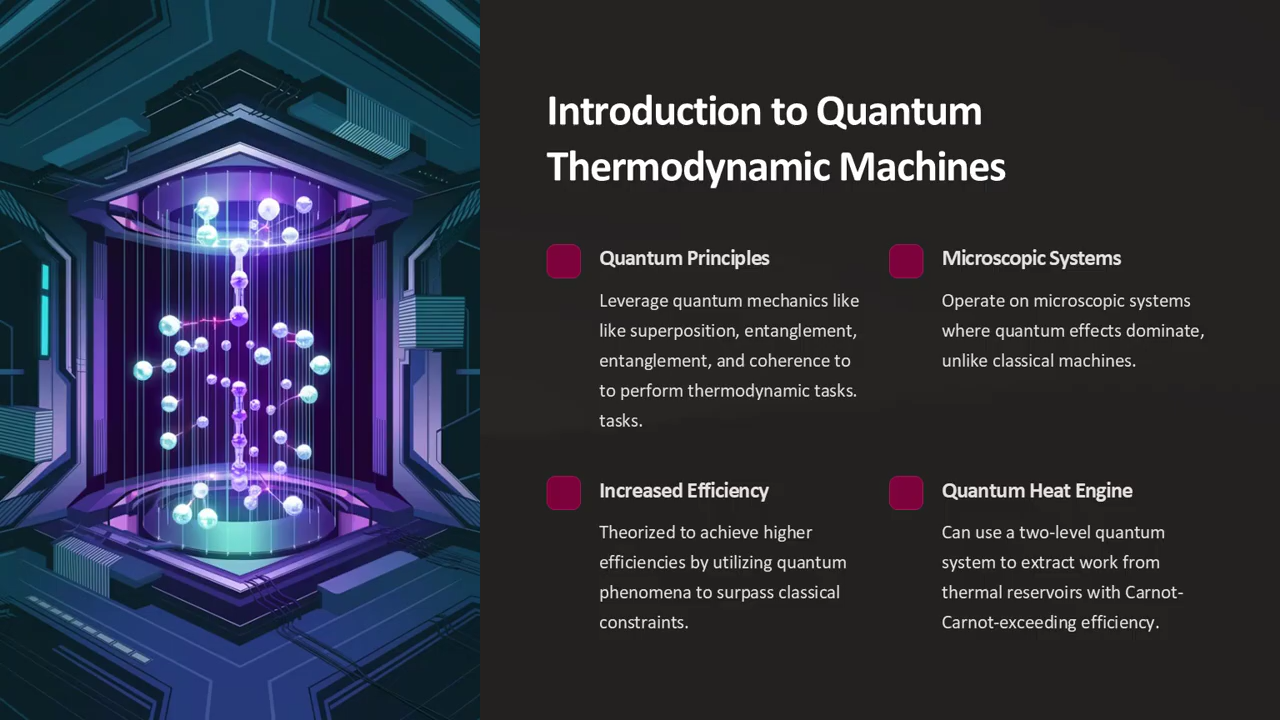 Introduction to Quantum
Thermodynamic Machines
Quantum Principles
Leverage quantum mechanics like
like superposition, entanglement,
entanglement, and coherence to
to perform thermodynamic tasks.
tasks.
Microscopic Systems
Operate on microscopic systems
where quantum effects dominate,
unlike classical machines.
Increased Efficiency
Theorized to achieve higher
efficiencies by utilizing quantum
phenomena to surpass classical
constraints.
Quantum Heat Engine
Can use a two-level quantum
system to extract work from
thermal reservoirs with Carnot-
Carnot-exceeding efficiency.